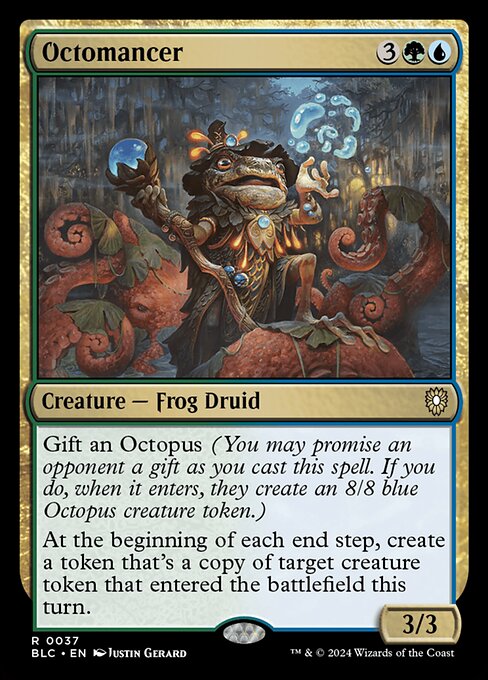 Octomancer 3
Creature — Frog Druid
Gift an Octopus (You may promise an
opponent a gift as you cast this spell. If you
do, when it enters, they create an 8/8 blue
Octopus creature token.)
At the beginning of each end step, create
a token that's a copy of target creature
token that entered the battlefield this
turn.
3/3
R 0037
BLC • EN Justin Gerard
™ & © 2024 Wizards of the Coast